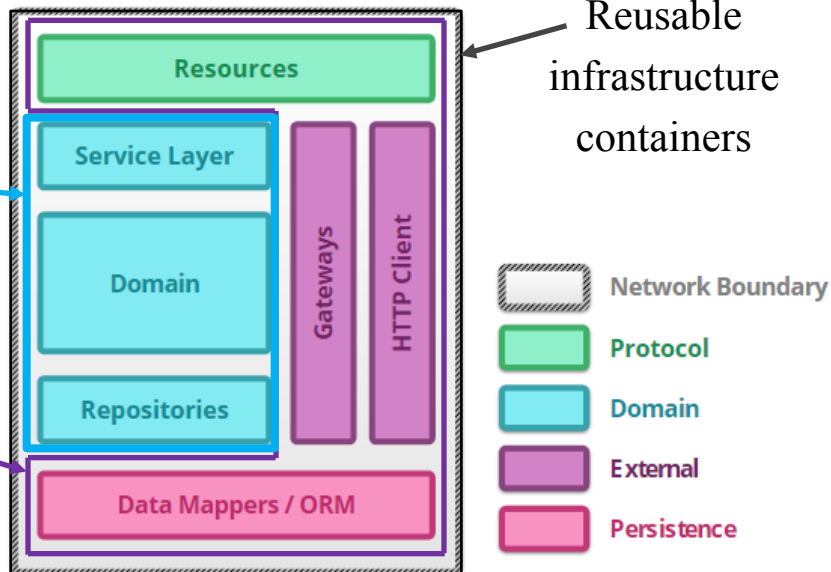 Reusable
infrastructure
containers
Resources
Service Layer
Domain
Repositories
Gateways
HTTP Client
Data Mappers / ORM
Network Boundary
Protocol
Domain
External
Persistence